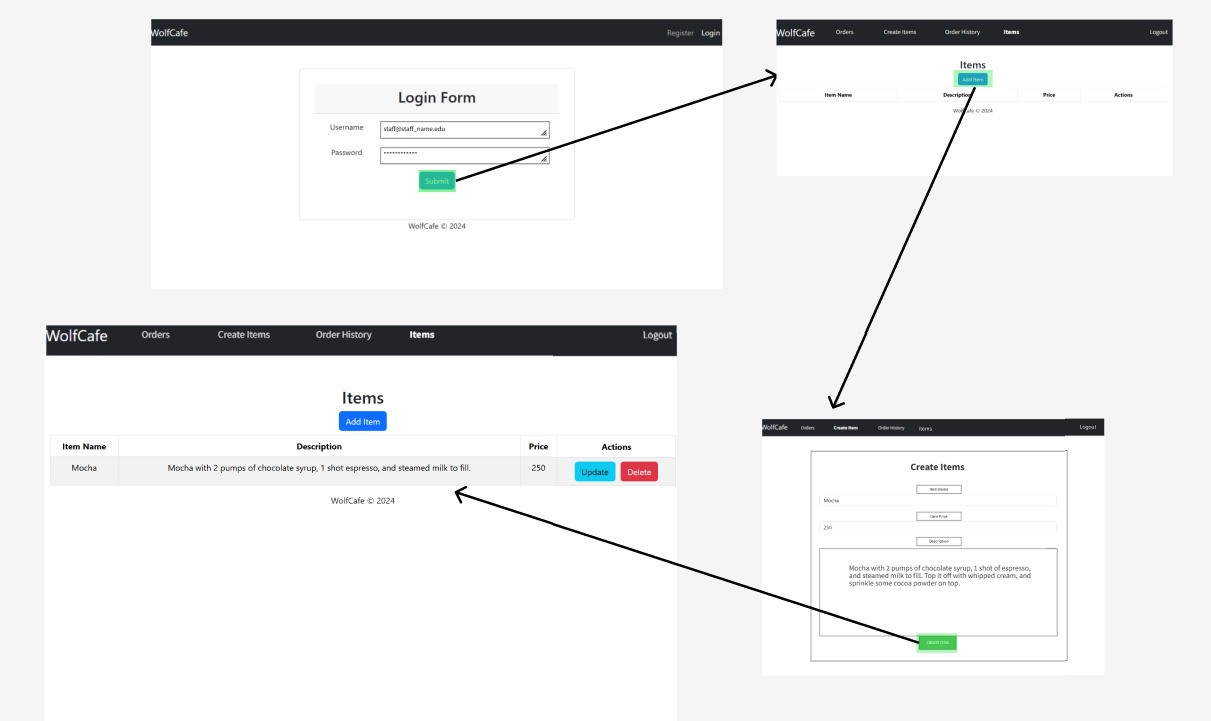 WolfCafe Register Login
Login Form
Username staff@staff_name.edu
Password ••••••••••••
Submit
WolfCafe © 2024
WolfCafe Orders Create Items Order History Items Logout
Items
Add Item
Item Name Description Price Actions
WolfCafe © 2024
WolfCafe Orders Create Items Order History Items Logout
Items
Add Item
Item Name Description Price Actions
Mocha Mocha with 2 pumps of chocolate syrup, 1 shot espresso, and steamed milk to fill. 250 Update Delete
WolfCafe © 2024
WolfCafe Orders Create Item Order History Items Logout
Create Items
Item Name
Mocha
Item Price
250
Description
Mocha with 2 pumps of chocolate syrup, 1 shot of espresso,
and steamed milk to fill. Top it off with whipped cream, and
sprinkle some cocoa powder on top.
Create Item